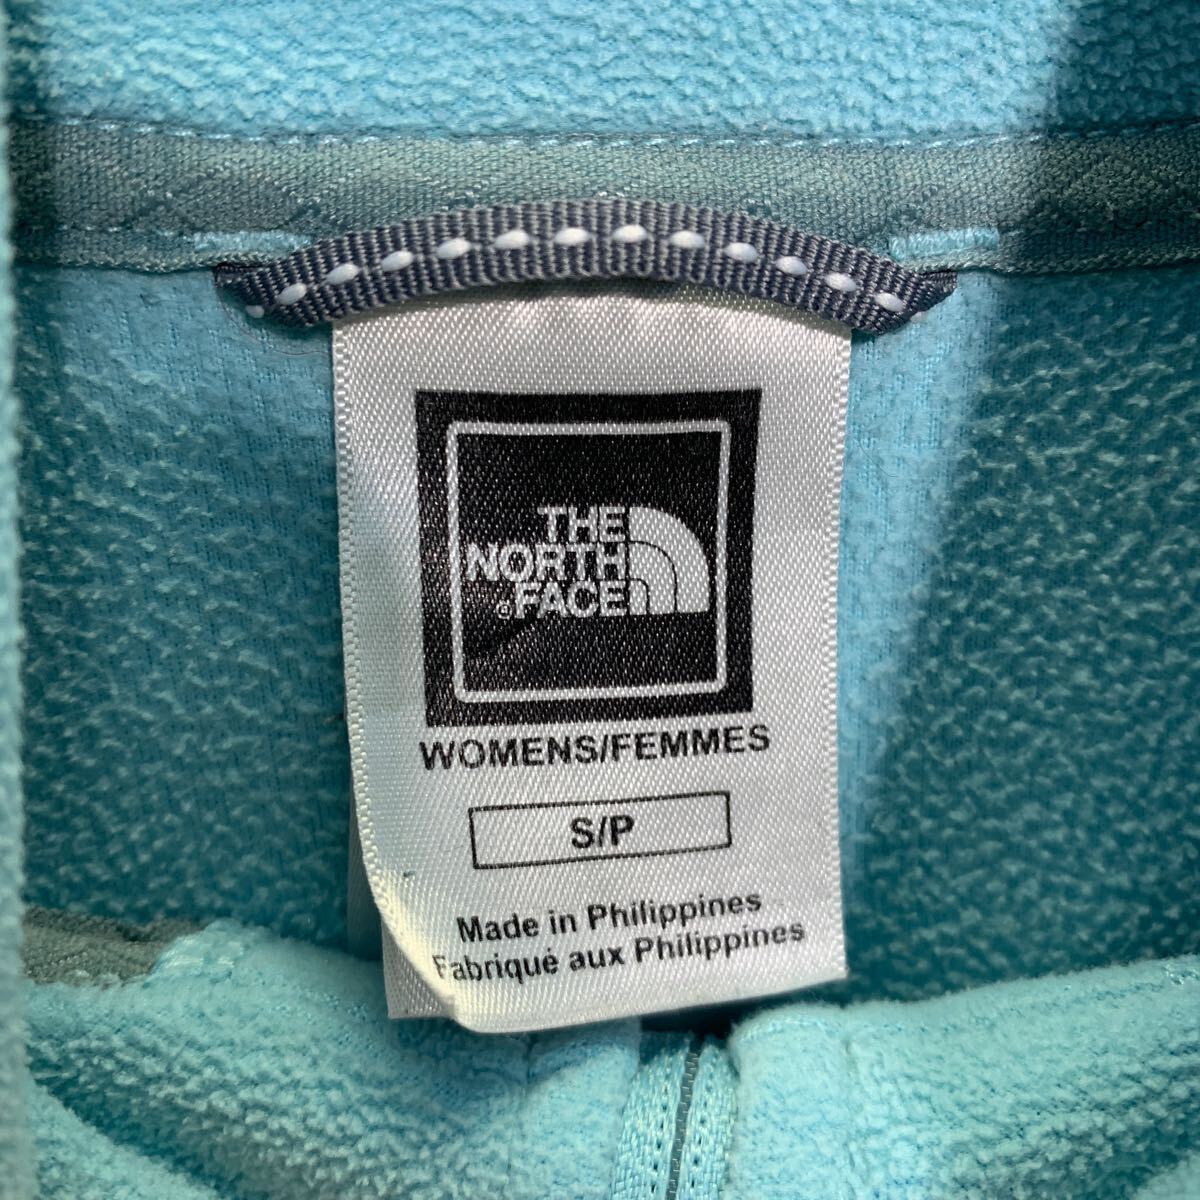 THE
NORTH
FACE
WOMENS/FEMMES
S/P
Made in Philippines
Fabriqué aux Philippines